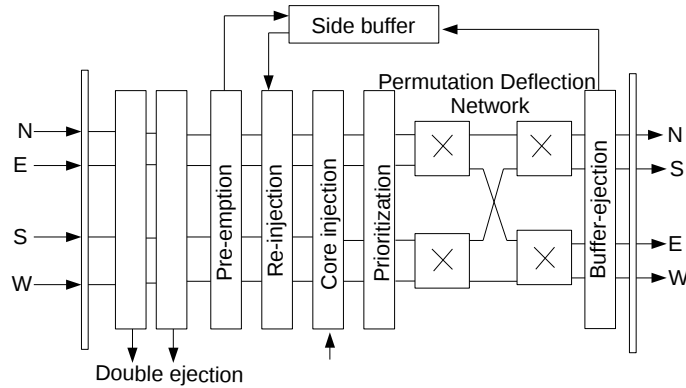 Side buffer
Permutation Deflection
Network
N
E
S
W
Pre-emption
Re-injection
Core injection
Prioritization
Buffer-ejection
N
S
E
W
Double ejection